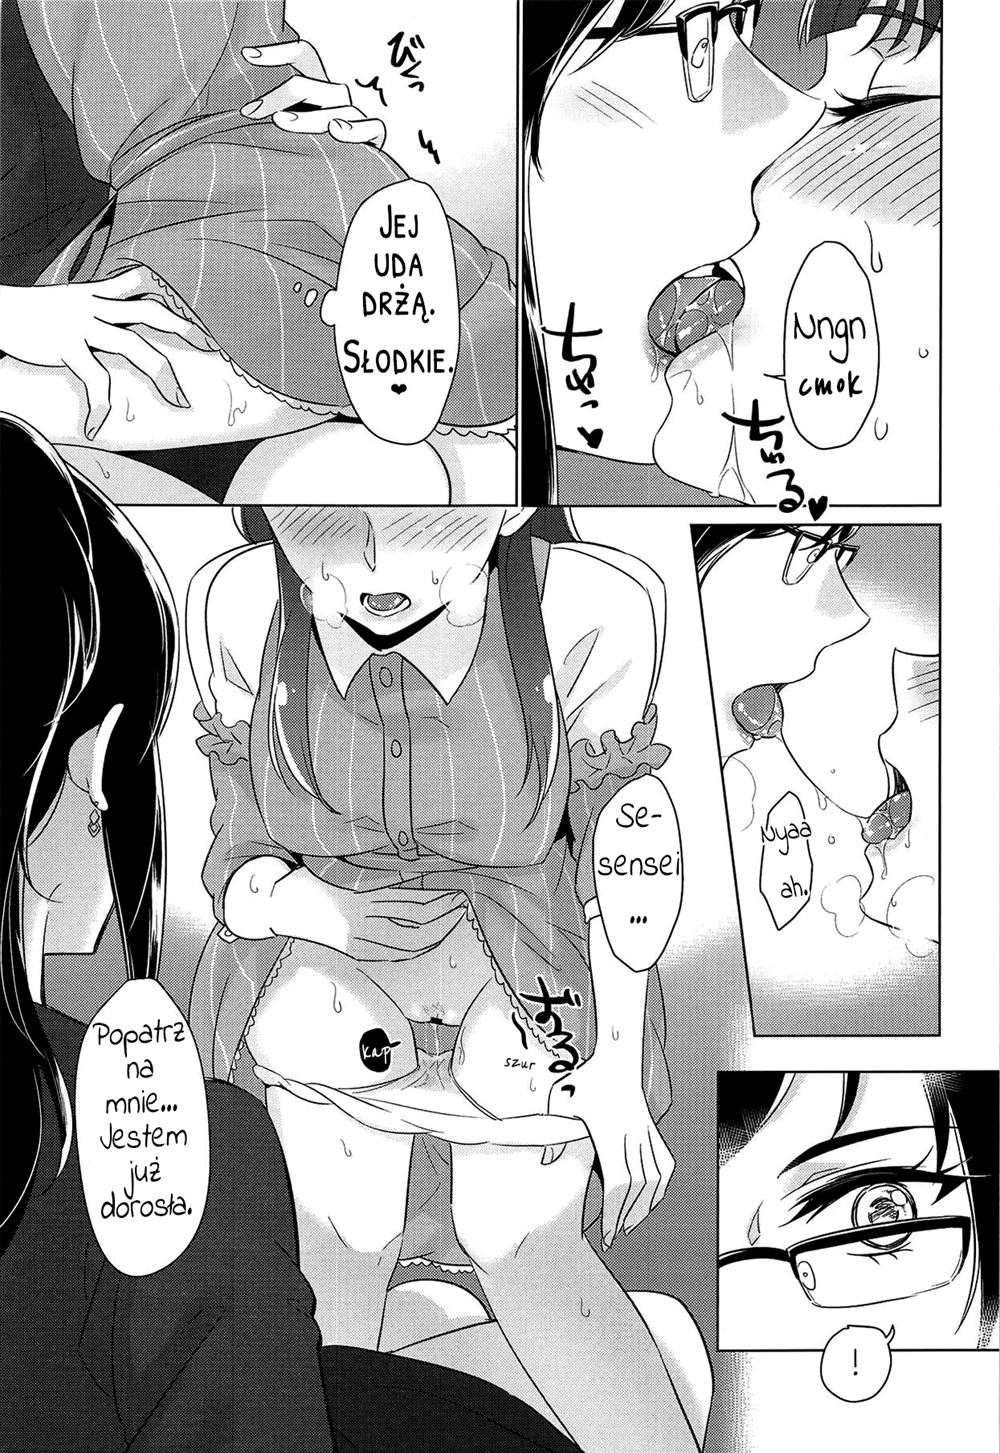 Nngn
cmok
ちゅっ♥
ちゅる♥
びくっ
JEJ
UDA
DRŻĄ.
SŁODKIE.
♥
Nyaa
ah.
!
Se-
sensei
...
ずるっ
szur
kap
Popatrz
na
mnie...
Jestem
już
dorosła.